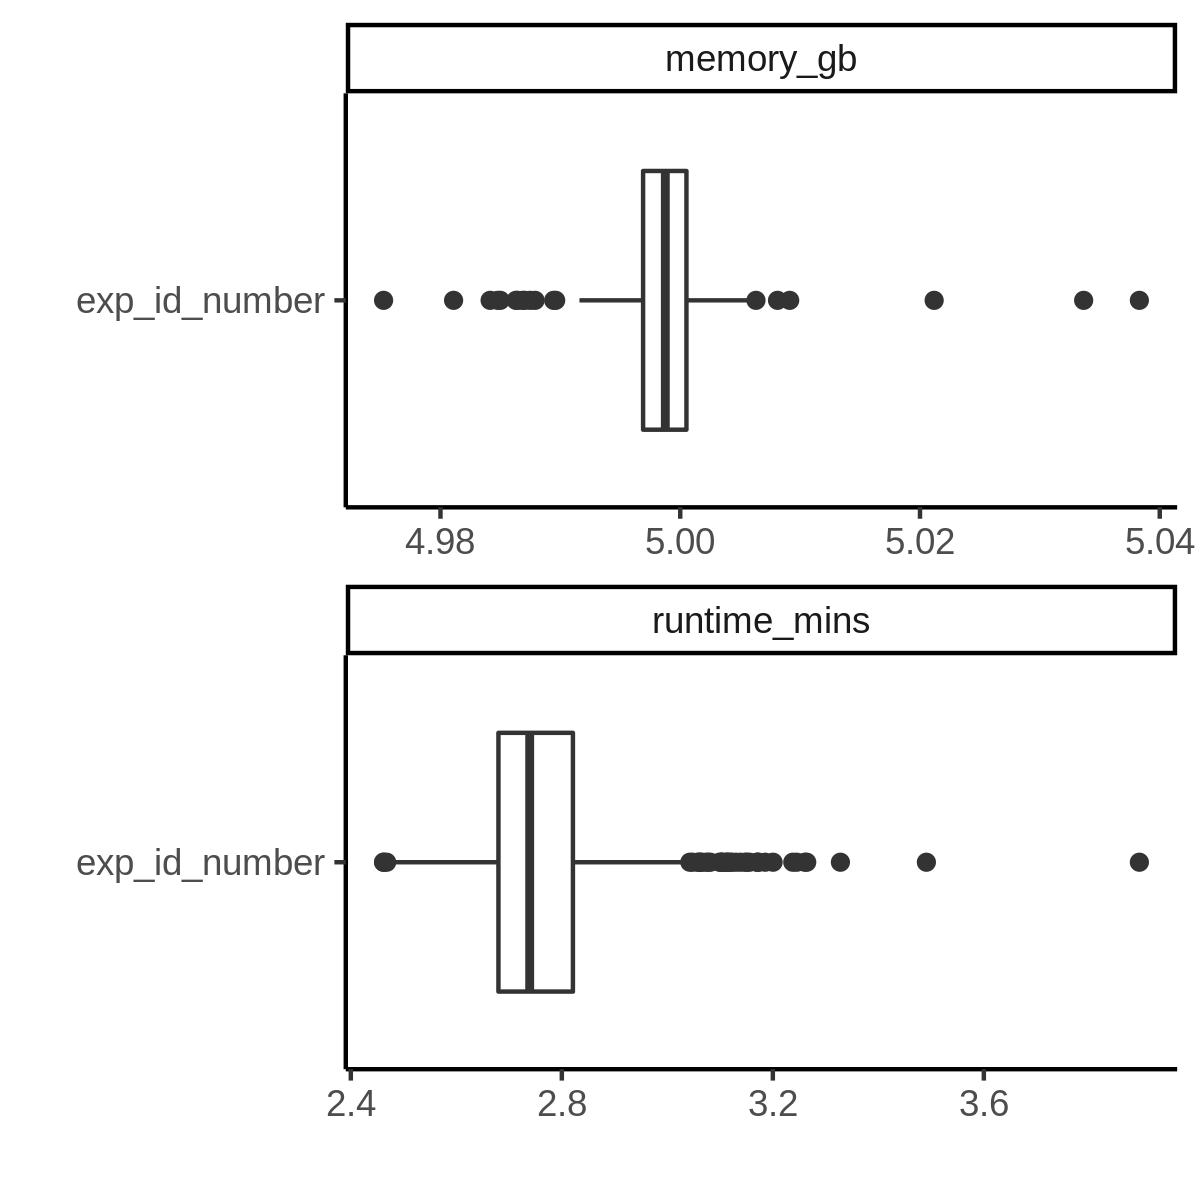 memory_gb
exp_id_number
4.98 5.00 5.02 5.04
runtime_mins
exp_id_number
2.4 2.8 3.2 3.6